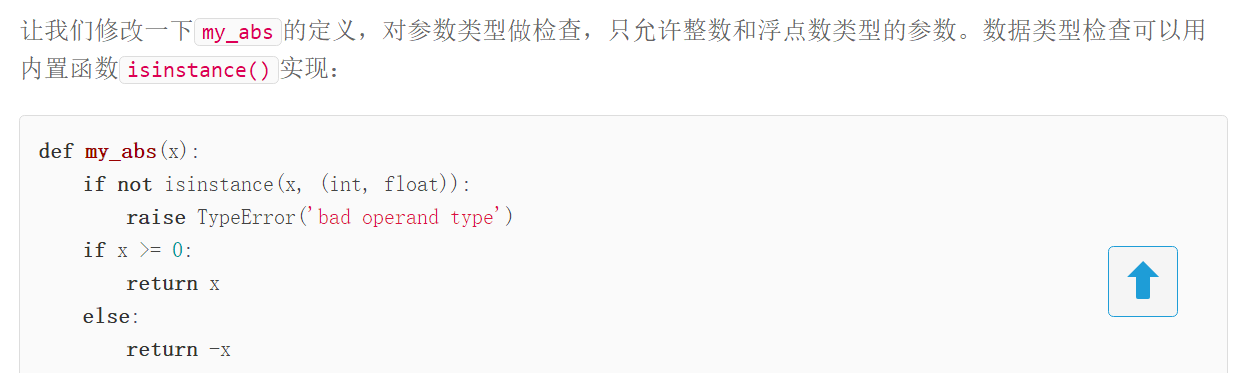 让我们修改一下my_abs的定义，对参数类型做检查，只允许整数和浮点数类型的参数。数据类型检查可以用
内置函数isinstance()实现：
def my_abs(x):
    if not isinstance(x, (int, float)):
        raise TypeError('bad operand type')
    if x >= 0:
        return x
    else:
        return -x